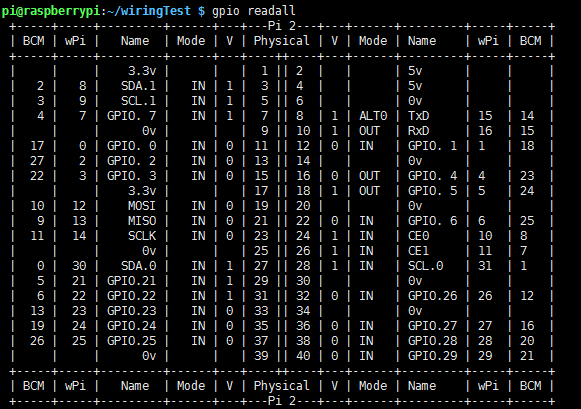 pi@raspberrypi:~/wiringTest $ gpio readall
+-----+-----+---------+------+---+---Pi 2---+---+------+---------+-----+-----+
| BCM | wPi |   Name  | Mode | V | Physical | V | Mode | Name    | wPi | BCM |
+-----+-----+---------+------+---+----++----+---+------+---------+-----+-----+
|     |     |    3.3v |      |   |  1 || 2  |   |      | 5v      |     |     |
|   2 |   8 |   SDA.1 |   IN | 1 |  3 || 4  |   |      | 5v      |     |     |
|   3 |   9 |   SCL.1 |   IN | 1 |  5 || 6  |   |      | 0v      |     |     |
|   4 |   7 | GPIO. 7 |   IN | 1 |  7 || 8  | 1 | ALT0 | TxD     | 15  | 14  |
|     |     |      0v |      |   |  9 || 10 | 1 | OUT  | RxD     | 16  | 15  |
|  17 |   0 | GPIO. 0 |   IN | 0 | 11 || 12 | 0 | IN   | GPIO. 1 | 1   | 18  |
|  27 |   2 | GPIO. 2 |   IN | 0 | 13 || 14 |   |      | 0v      |     |     |
|  22 |   3 | GPIO. 3 |   IN | 0 | 15 || 16 | 0 | OUT  | GPIO. 4 | 4   | 23  |
|     |     |    3.3v |      |   | 17 || 18 | 1 | OUT  | GPIO. 5 | 5   | 24  |
|  10 |  12 |    MOSI |   IN | 0 | 19 || 20 |   |      | 0v      |     |     |
|   9 |  13 |    MISO |   IN | 0 | 21 || 22 | 0 | IN   | GPIO. 6 | 6   | 25  |
|  11 |  14 |    SCLK |   IN | 0 | 23 || 24 | 1 | IN   | CE0     | 10  | 8   |
|     |     |      0v |      |   | 25 || 26 | 1 | IN   | CE1     | 11  | 7   |
|   0 |  30 |   SDA.0 |   IN | 1 | 27 || 28 | 1 | IN   | SCL.0   | 31  | 1   |
|   5 |  21 | GPIO.21 |   IN | 1 | 29 || 30 |   |      | 0v      |     |     |
|   6 |  22 | GPIO.22 |   IN | 1 | 31 || 32 | 0 | IN   | GPIO.26 | 26  | 12  |
|  13 |  23 | GPIO.23 |   IN | 0 | 33 || 34 |   |      | 0v      |     |     |
|  19 |  24 | GPIO.24 |   IN | 0 | 35 || 36 | 0 | IN   | GPIO.27 | 27  | 16  |
|  26 |  25 | GPIO.25 |   IN | 0 | 37 || 38 | 0 | IN   | GPIO.28 | 28  | 20  |
|     |     |      0v |      |   | 39 || 40 | 0 | IN   | GPIO.29 | 29  | 21  |
+-----+-----+---------+------+---+----++----+---+------+---------+-----+-----+
| BCM | wPi |   Name  | Mode | V | Physical | V | Mode | Name    | wPi | BCM |
+-----+-----+---------+------+---+---Pi 2---+---+------+---------+-----+-----+